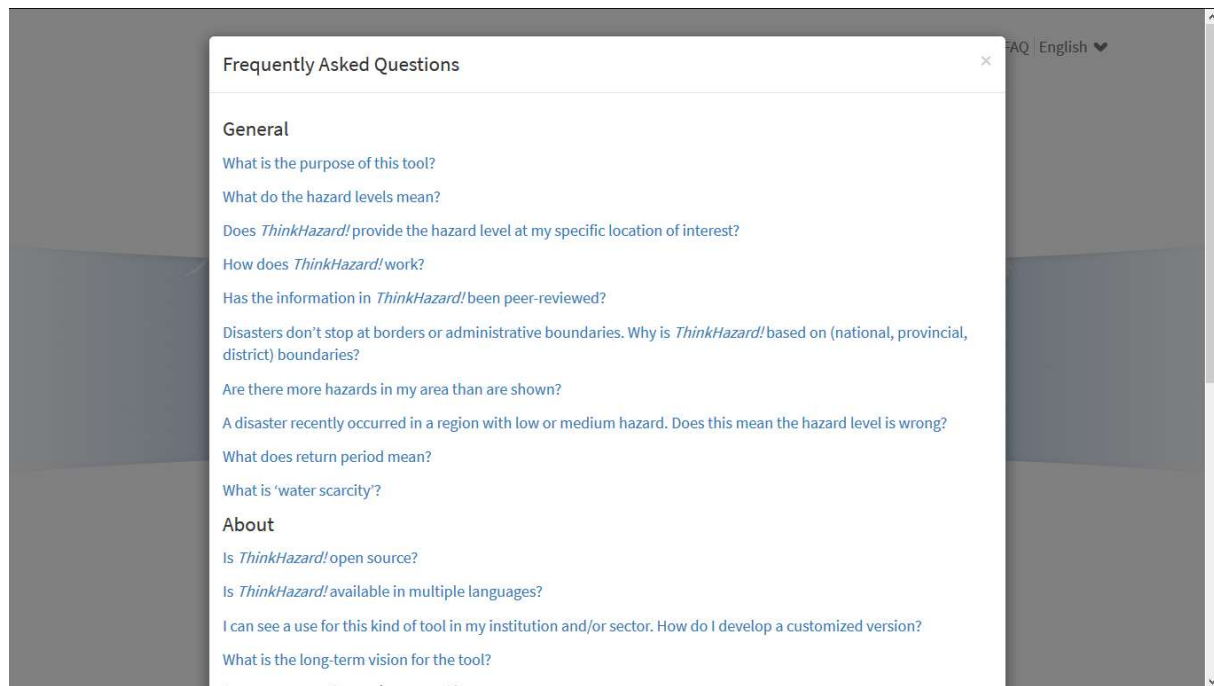 FAQ English
Frequently Asked Questions
×
General
What is the purpose of this tool?
What do the hazard levels mean?
Does ThinkHazard! provide the hazard level at my specific location of interest?
How does ThinkHazard! work?
Has the information in ThinkHazard! been peer-reviewed?
Disasters don’t stop at borders or administrative boundaries. Why is ThinkHazard! based on (national, provincial,
district) boundaries?
Are there more hazards in my area than are shown?
A disaster recently occurred in a region with low or medium hazard. Does this mean the hazard level is wrong?
What does return period mean?
What is ‘water scarcity’?
About
Is ThinkHazard! open source?
Is ThinkHazard! available in multiple languages?
I can see a use for this kind of tool in my institution and/or sector. How do I develop a customized version?
What is the long-term vision for the tool?